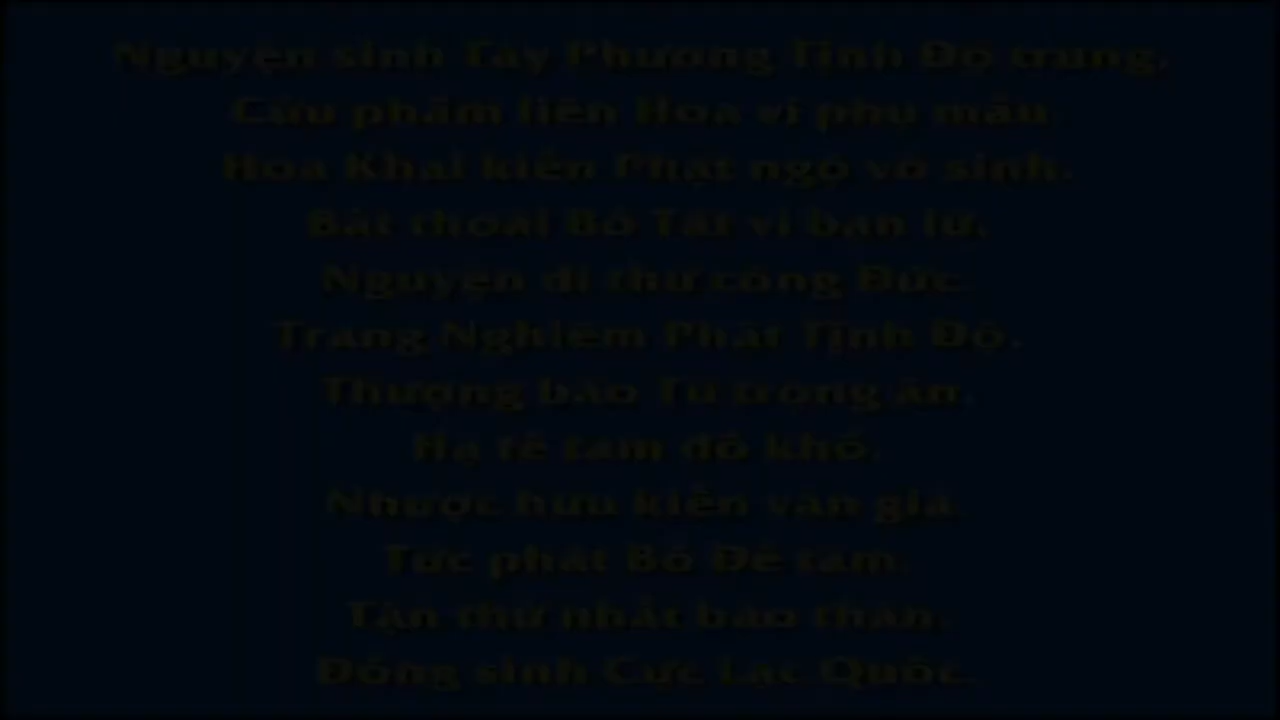 Nguyện sinh Tây Phương Tịnh Độ trung,
Cửu phẩm liên Hoa vi phụ mẫu
Hoa Khai kiến Phật ngộ vô sinh.
Bất thoái Bồ Tát vi bạn lữ.
Nguyện dĩ thử công Đức.
Trang Nghiêm Phật Tịnh Độ.
Thượng báo Tứ trọng ân.
Hạ tế tam đồ khổ.
Nhược hữu kiến văn giả
Tức phát Bồ Đề tam.
Tận thử nhất báo thân.
Đồng sinh Cực Lạc Quốc.